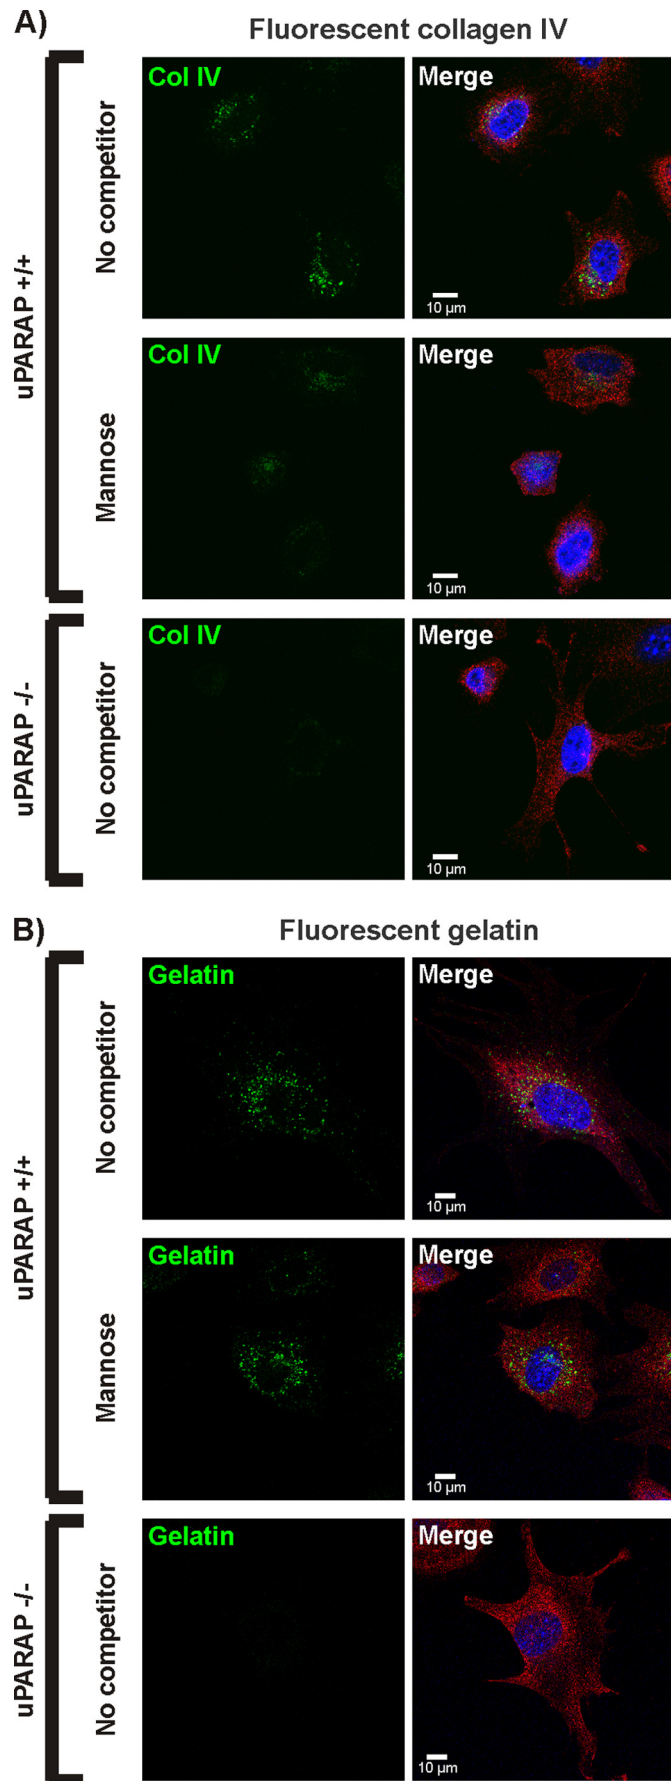 A)
Fluorescent collagen IV
uPARAP +/+
No competitor
Col IV
Merge
10 µm
Mannose
Col IV
Merge
10 µm
uPARAP -/-
No competitor
Col IV
Merge
10 µm
B)
Fluorescent gelatin
uPARAP +/+
No competitor
Gelatin
Merge
10 µm
Mannose
Gelatin
Merge
10 µm
uPARAP -/-
No competitor
Gelatin
Merge
10 µm